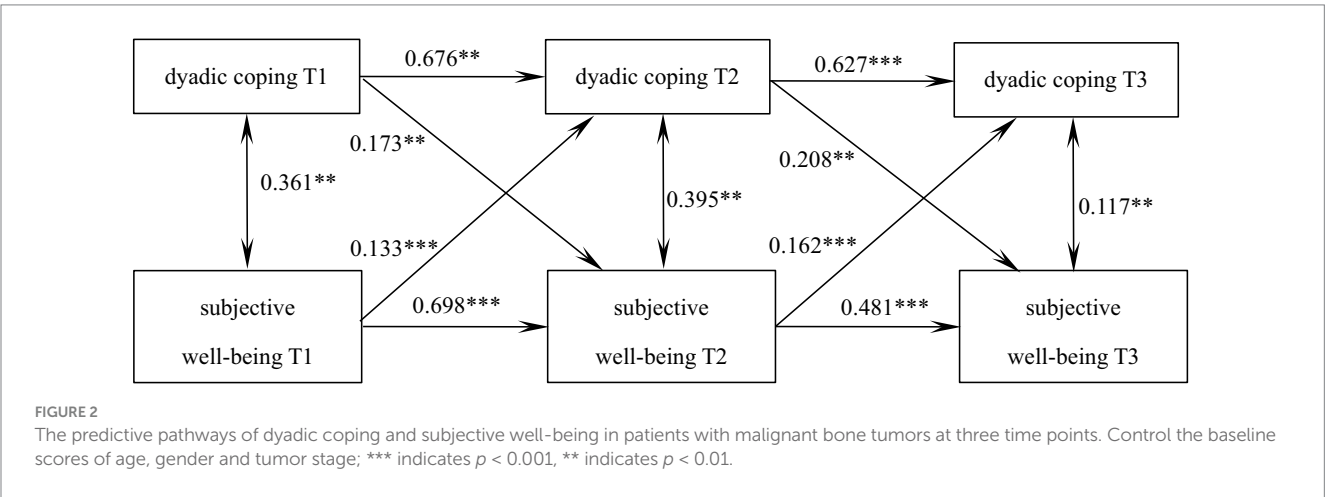 dyadic coping T1
0.676**
dyadic coping T2
0.627***
dyadic coping T3
0.173**
0.208**
0.361**
0.395**
0.117**
0.133***
0.162***
subjective
well-being T1
0.698***
subjective
well-being T2
0.481***
subjective
well-being T3
FIGURE 2
The predictive pathways of dyadic coping and subjective well-being in patients with malignant bone tumors at three time points. Control the baseline
scores of age, gender and tumor stage; *** indicates p < 0.001, ** indicates p < 0.01.